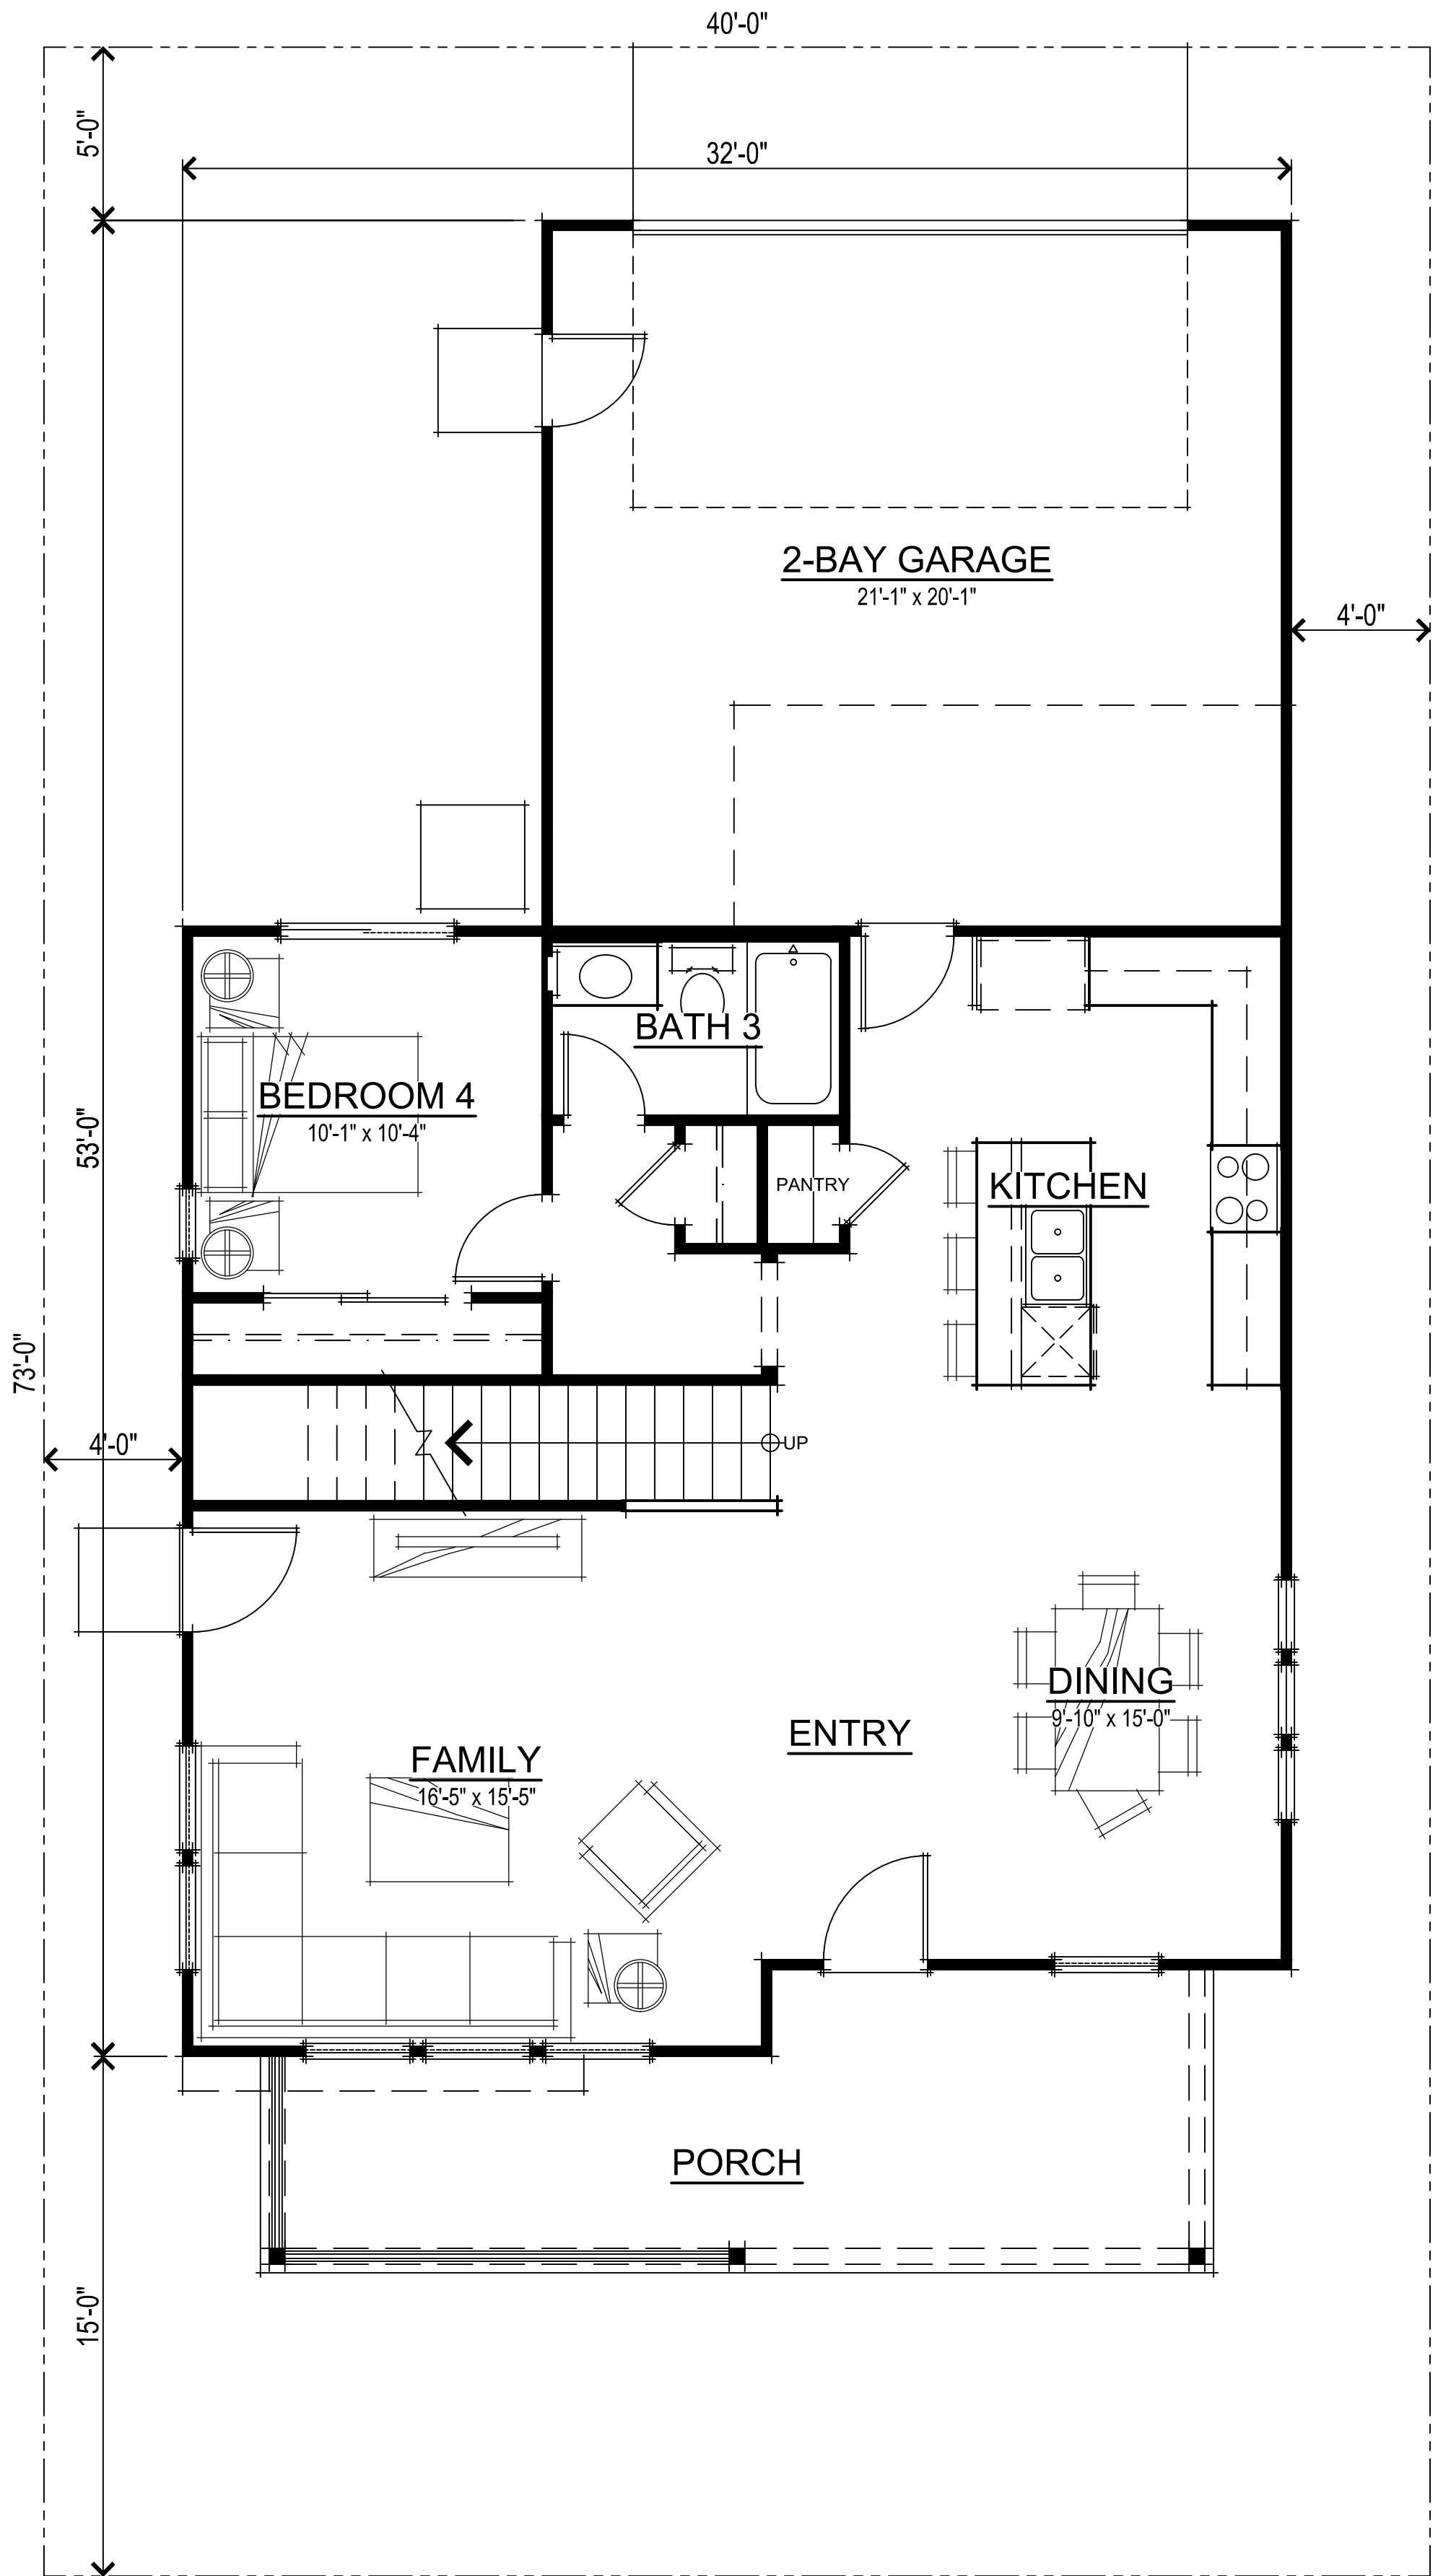 40'-0"
5'-0"
32'-0"
2-BAY GARAGE
21'-1" x 20'-1"
4'-0"
BATH 3
BEDROOM 4
10'-1" x 10'-4"
53'-0"
PANTRY
KITCHEN
73'-0"
4'-0"
UP
DINING
9'-10" x 15'-0"
ENTRY
FAMILY
16'-5" x 15'-5"
PORCH
15'-0"